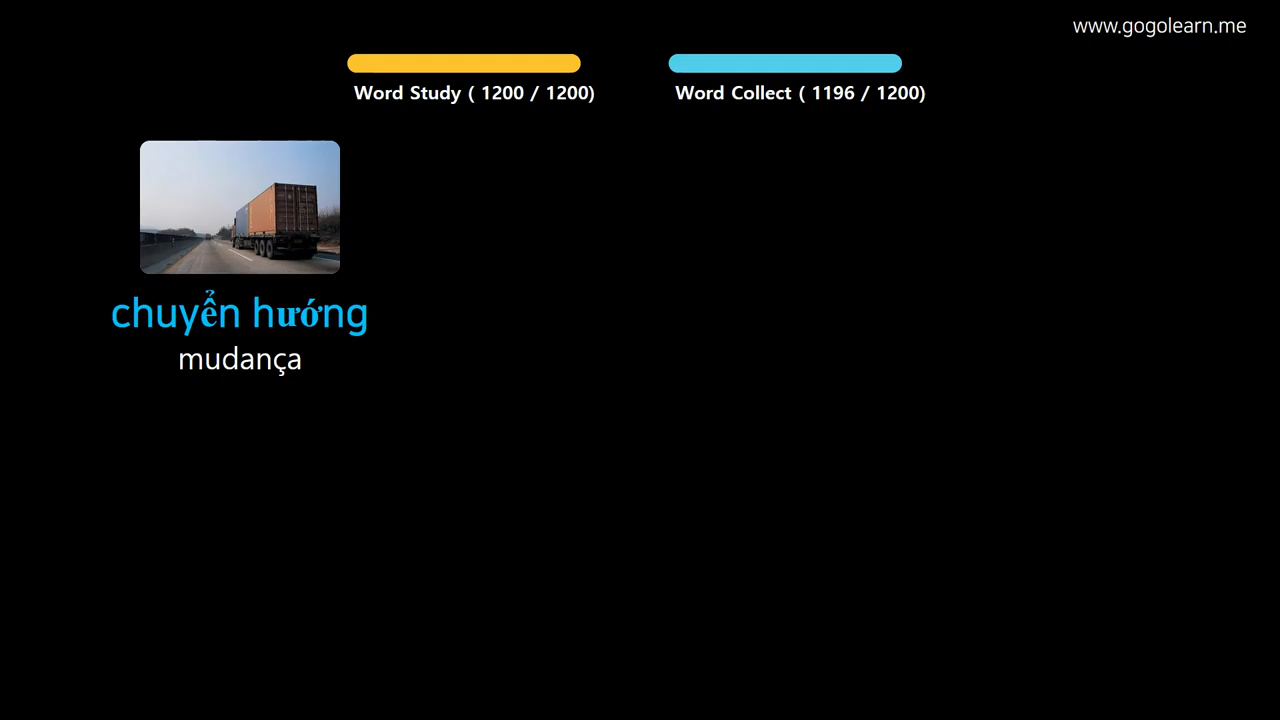 www.gogolearn.me
Word Study ( 1200 / 1200)
Word Collect ( 1196 / 1200)
chuyển hướng
mudança